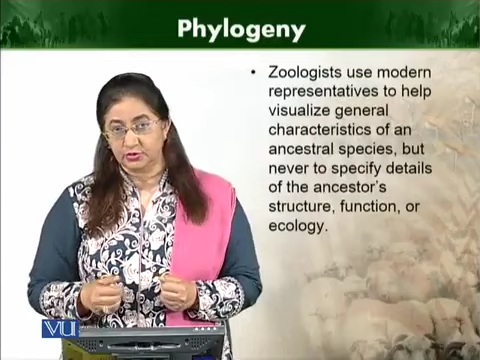 Phylogeny
• Zoologists use modern
representatives to help
visualize general
characteristics of an
ancestral species, but
never to specify details
of the ancestor's
structure, function, or
ecology.
VU